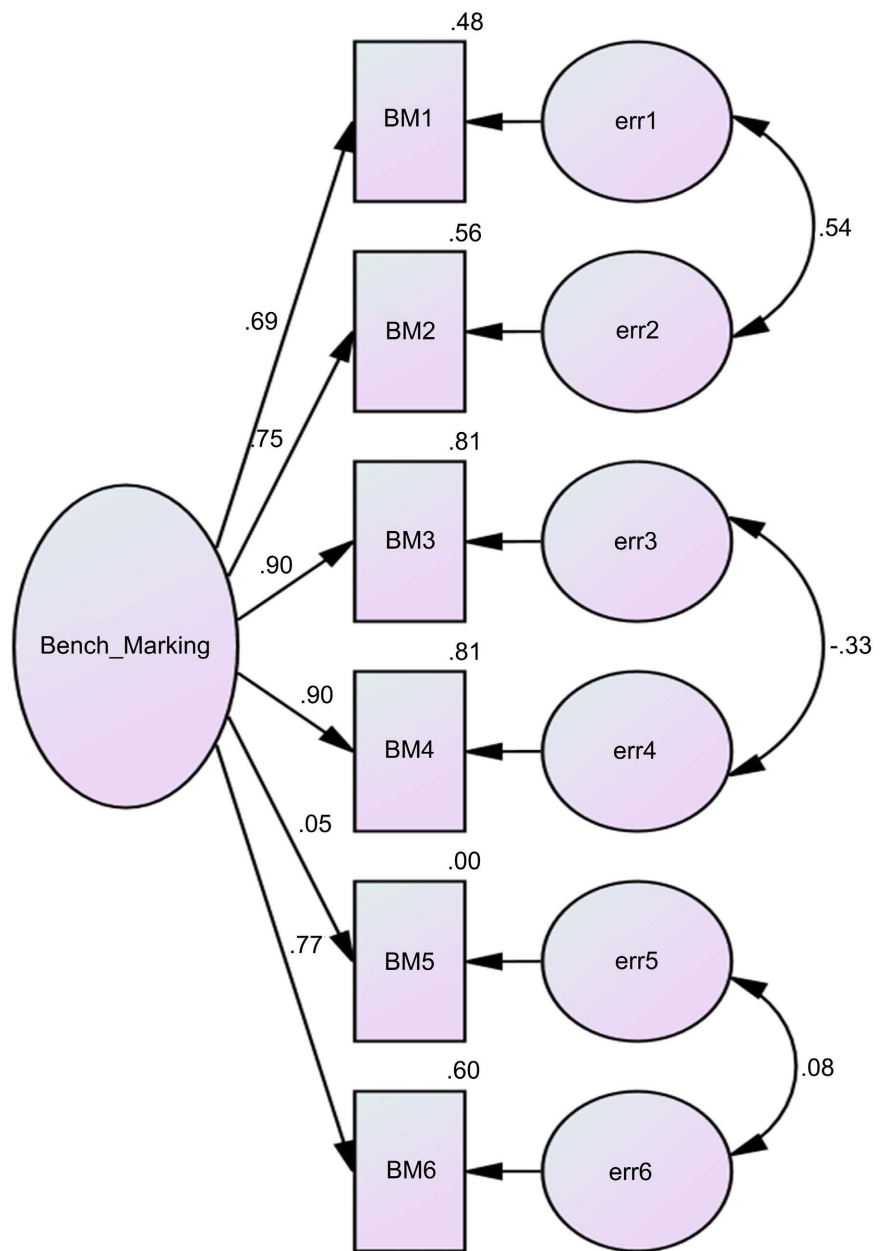 .48
BM1
err1
.54
.56
BM2
err2
.69
.75
.81
BM3
err3
.90
Bench_Marking
-.33
.81
BM4
err4
.90
.05
.00
BM5
err5
.77
.08
.60
BM6
err6